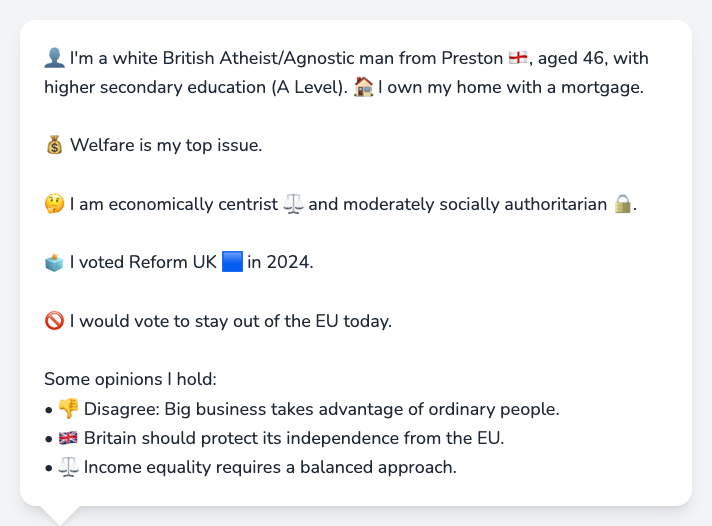 👤 I'm a white British Atheist/Agnostic man from Preston 🏴󠁧󠁢󠁥󠁮󠁧󠁿, aged 46, with
higher secondary education (A Level). 🏠 I own my home with a mortgage.
💰 Welfare is my top issue.
🤔 I am economically centrist ⚖️ and moderately socially authoritarian 🔒.
🗳️ I voted Reform UK 🟦 in 2024.
🚫 I would vote to stay out of the EU today.
Some opinions I hold:
• 👎 Disagree: Big business takes advantage of ordinary people.
• 🇬🇧 Britain should protect its independence from the EU.
• ⚖️ Income equality requires a balanced approach.